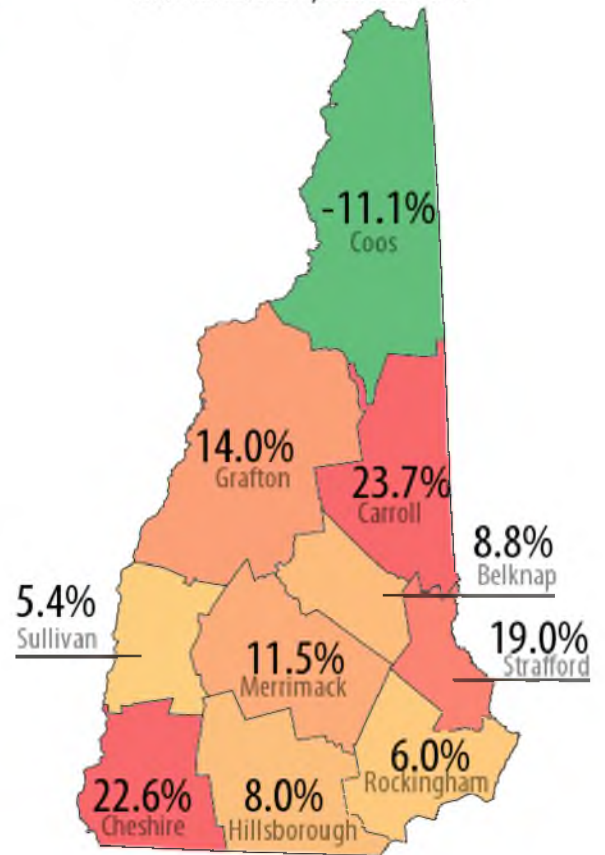 -11.1%
Coos
14.0%
Grafton
23.7%
Carroll
8.8%
Belknap
5.4%
Sullivan
19.0%
Strafford
11.5%
Merrimack
6.0%
Rockingham
22.6%
Cheshire
8.0%
Hillsborough